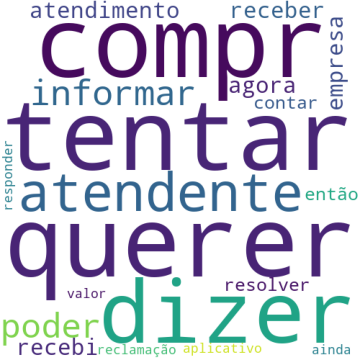 atendimento receber
compr
empresa
informar agora
contar
tentar
responder
atendente
então
querer
resolver
valor
dizer
poder
recebi
reclamação aplicativo
ainda